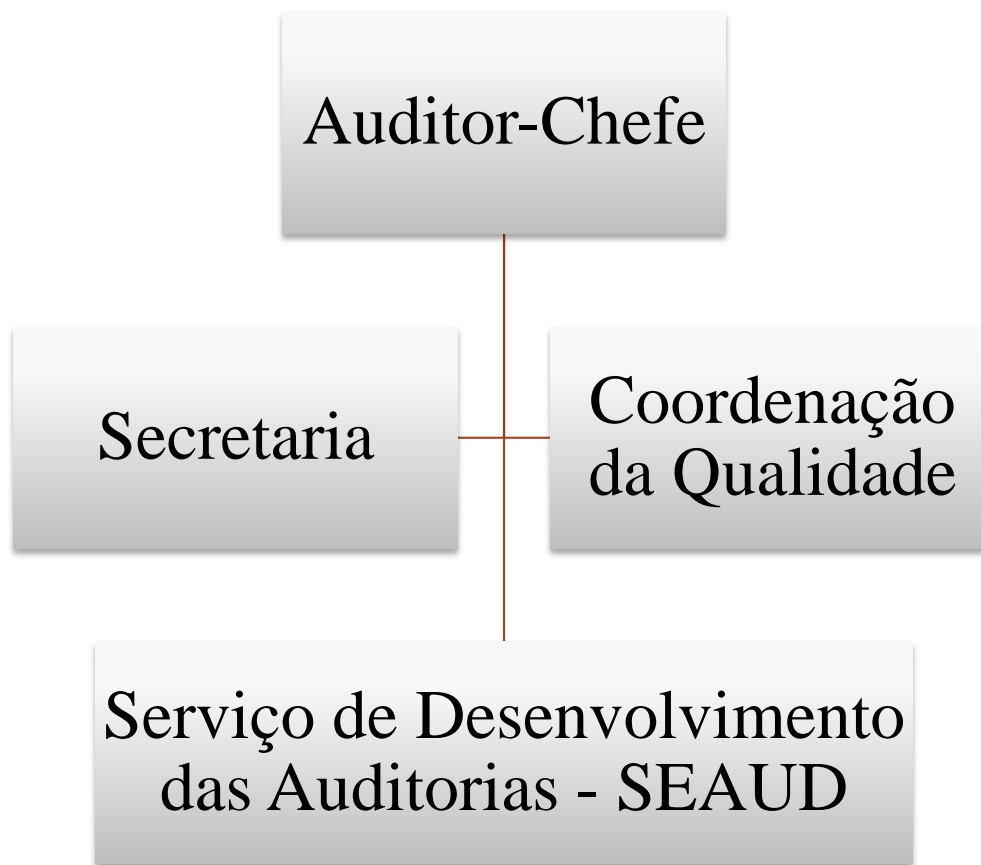 Auditor-Chefe
Secretaria
Coordenação
da Qualidade
Serviço de Desenvolvimento
das Auditorias - SEAUD